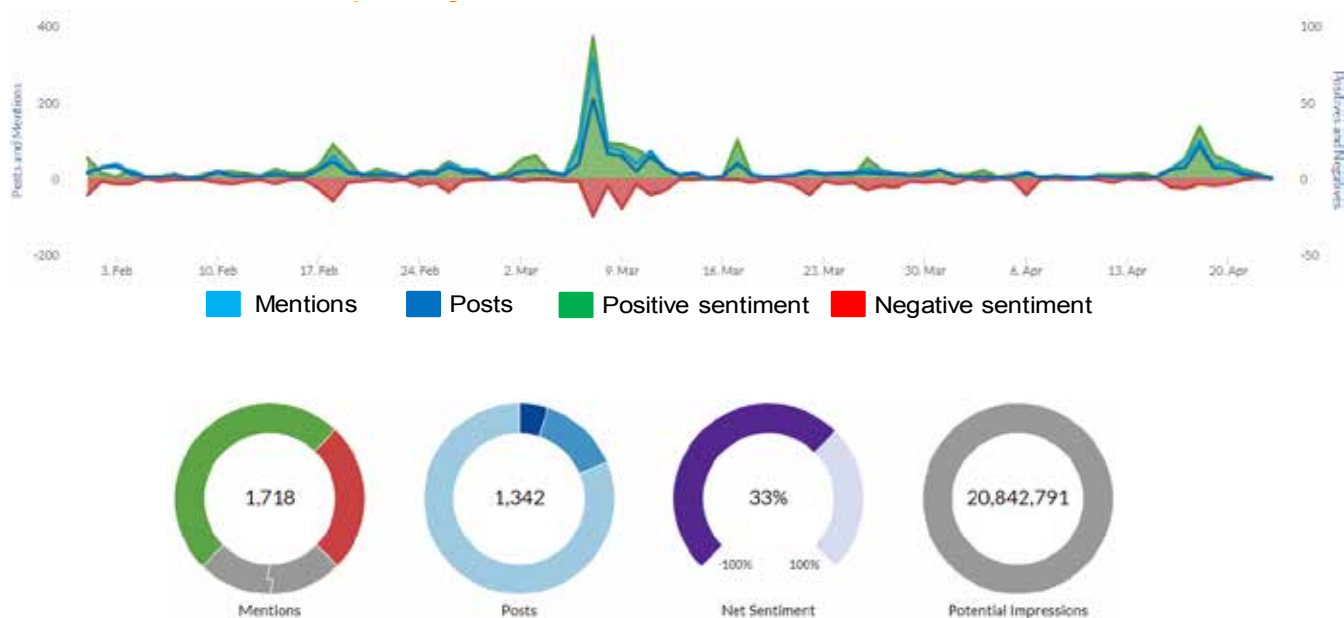 400
100
Posts and Mentions
Positives and Negatives
200
50
0
0
-200
-50
3. Feb
10. Feb
17. Feb
24. Feb
2. Mar
9. Mar
16. Mar
23. Mar
30. Mar
6. Apr
13. Apr
20. Apr
Mentions
Posts
Positive sentiment
Negative sentiment
1,718
1,342
33%
20,842,791
-100%
100%
Mentions
Posts
Net Sentiment
Potential Impressions